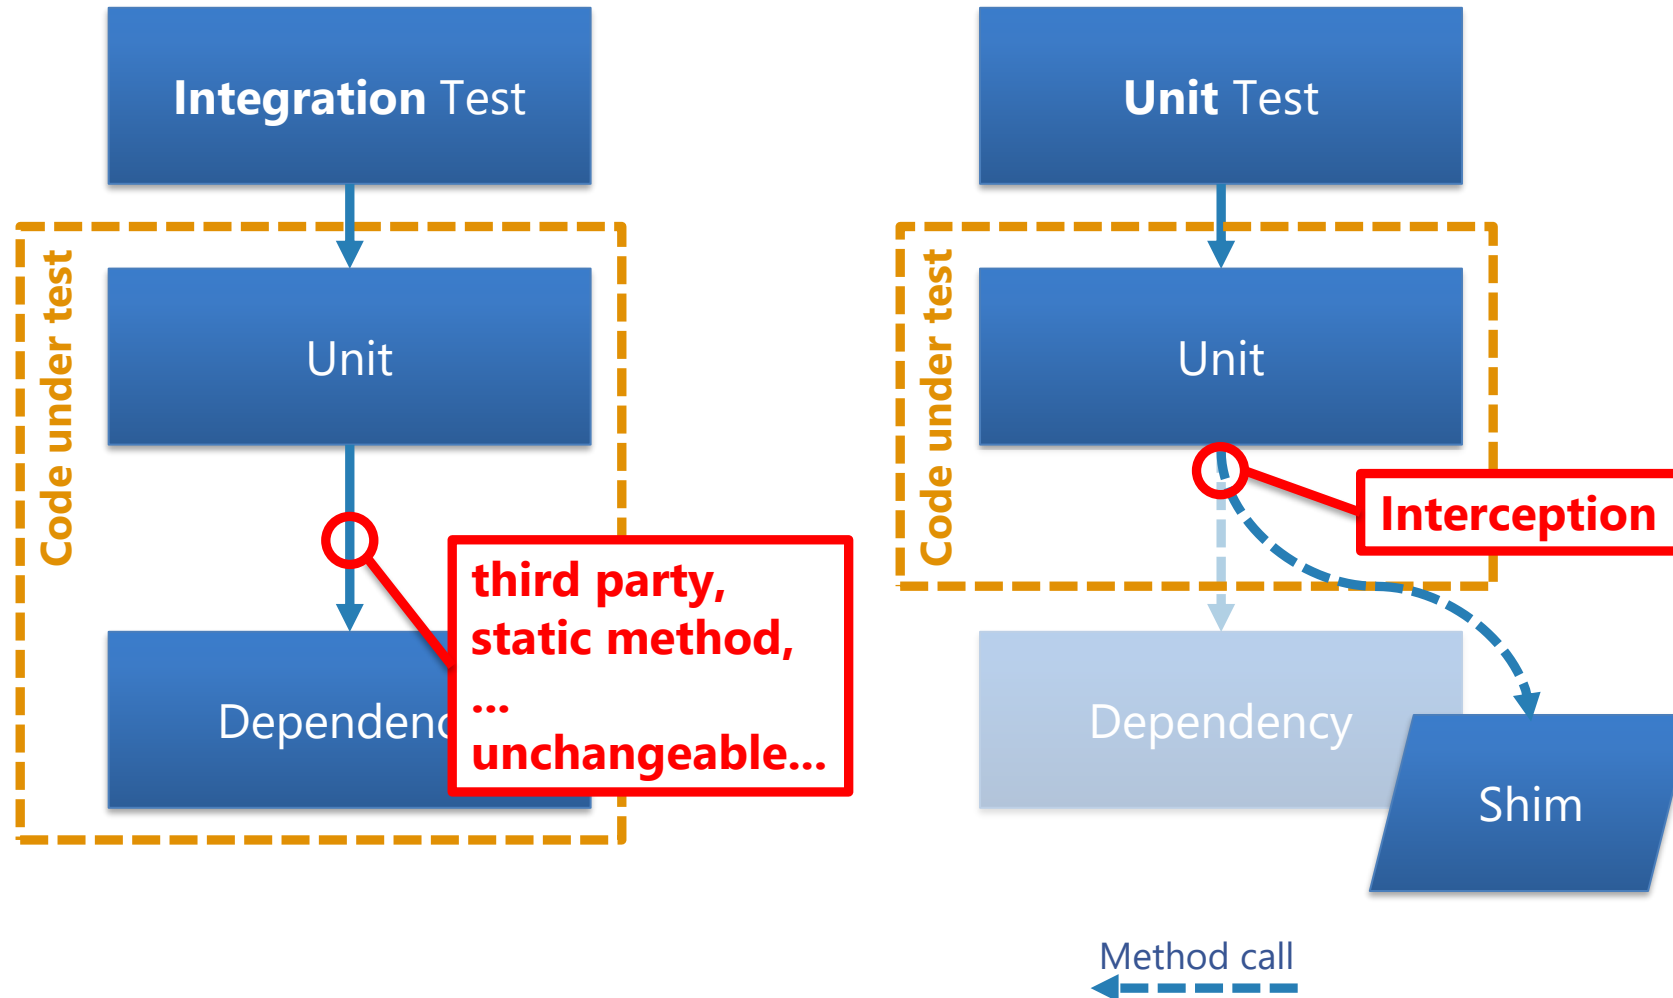 Integration Test
Code under test
Unit
third party,
static method,
...
unchangeable...
Dependenc
Unit Test
Code under test
Unit
Interception
Dependency
Shim
Method call